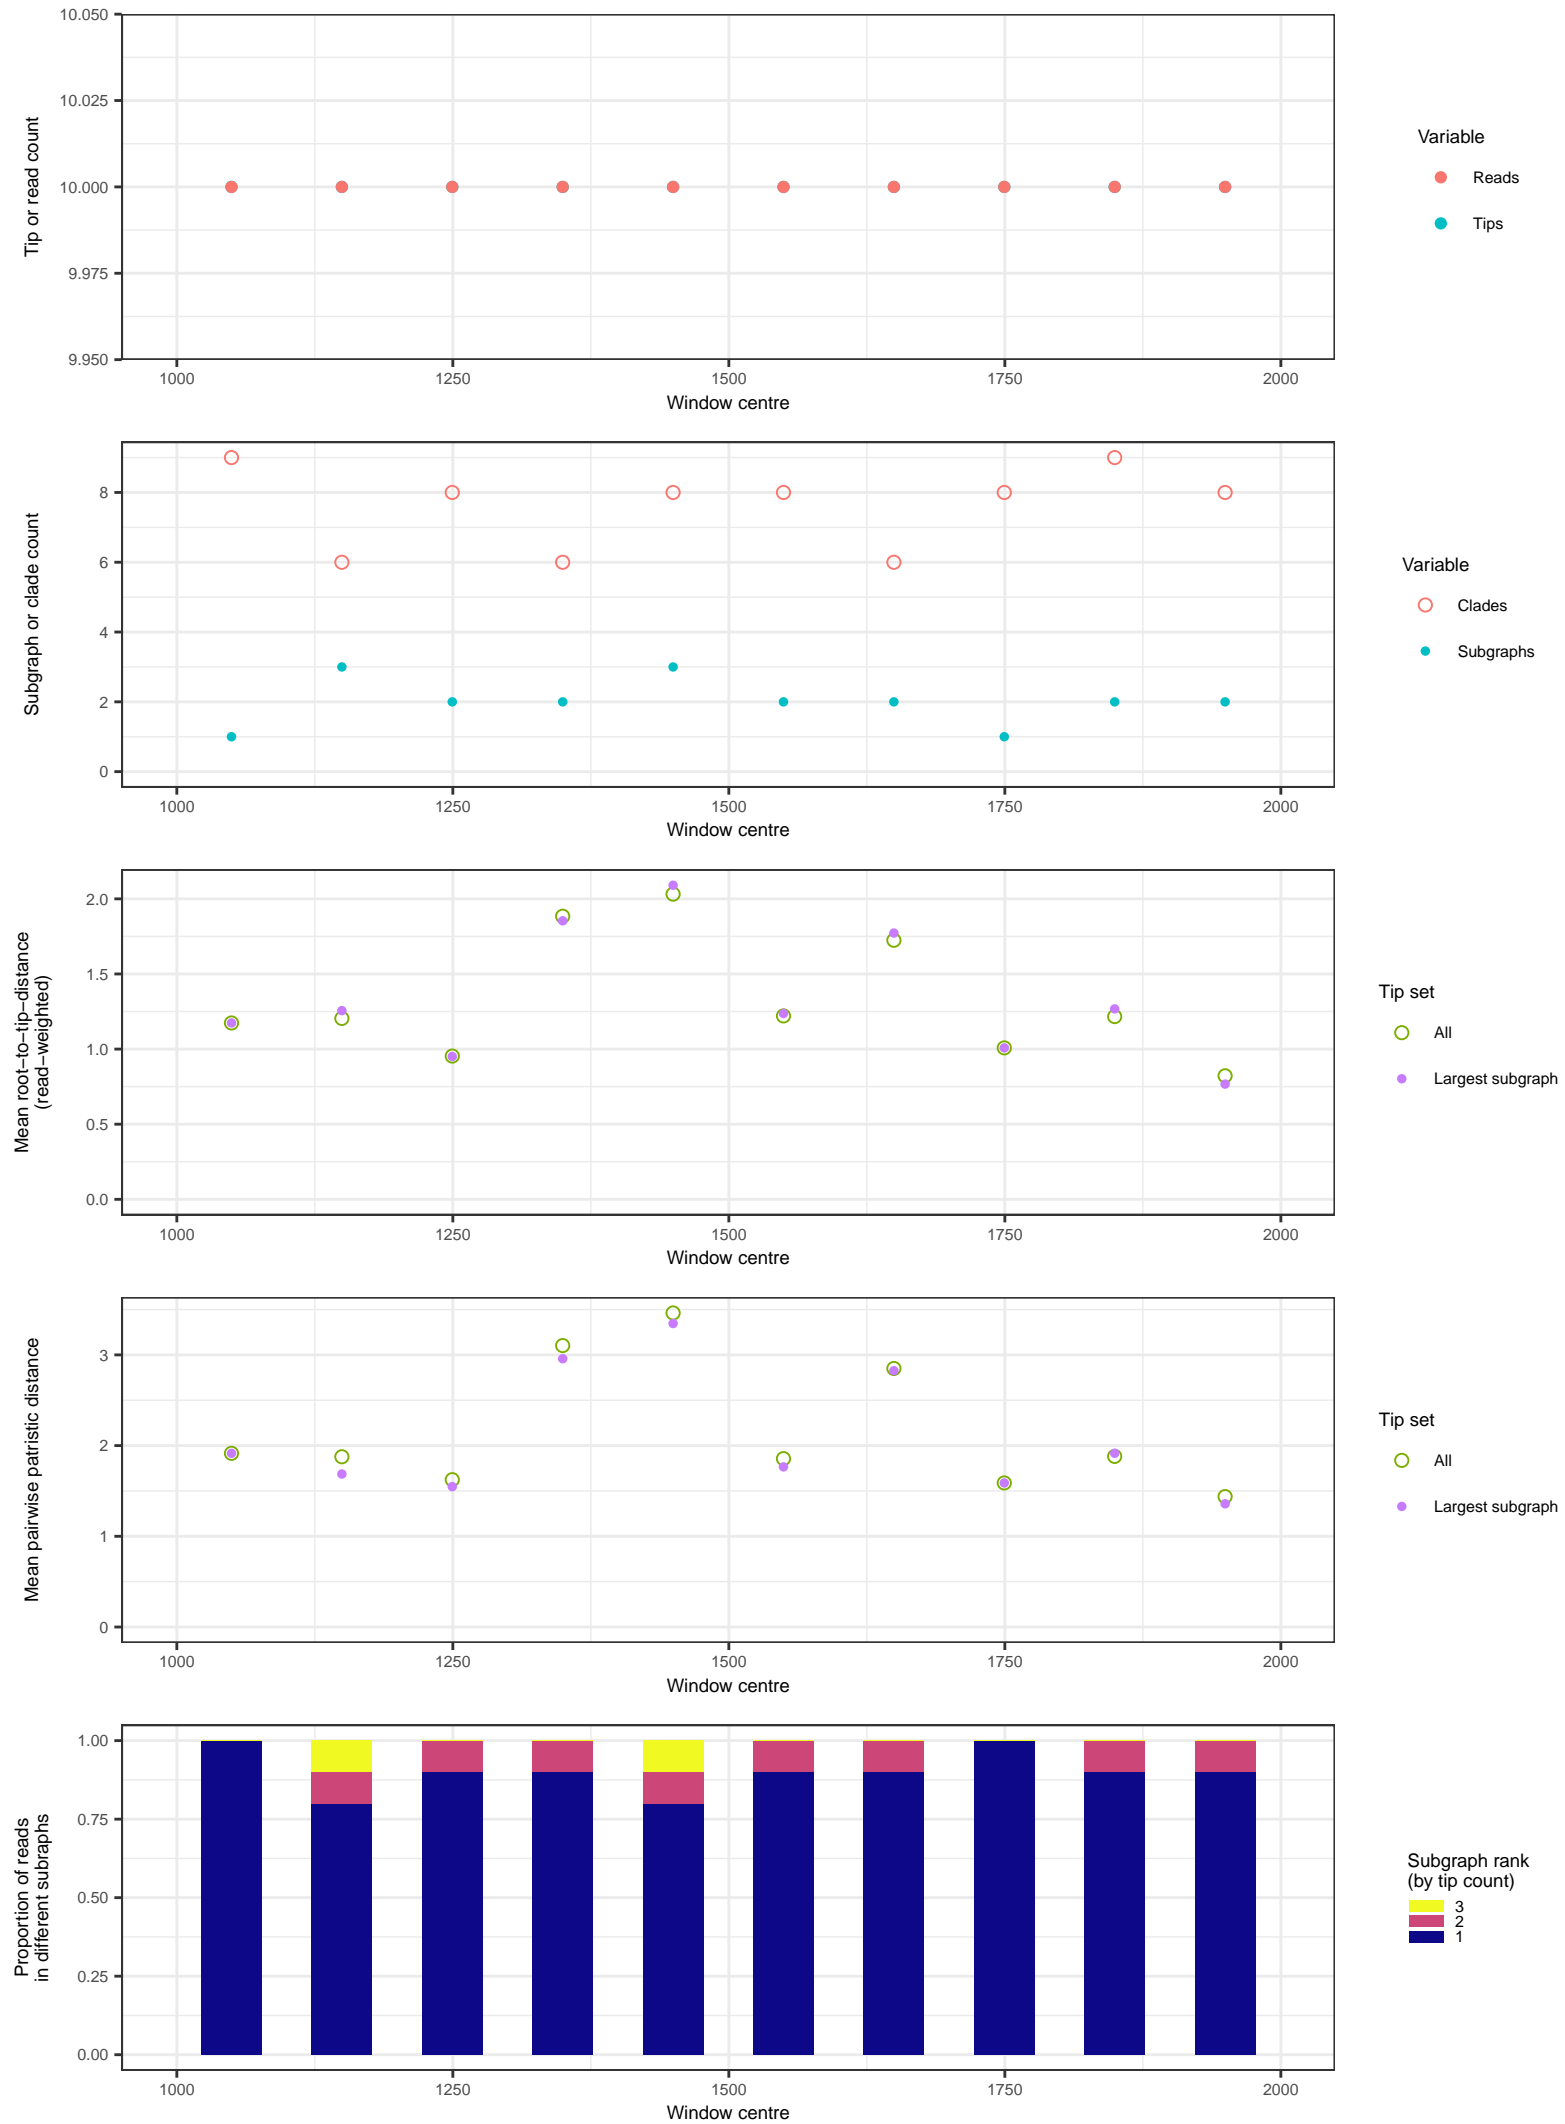 10.050
10.025
10.000
9.975
9.950
Tip or read count
1000 1250 1500 1750 2000
Window centre
Variable
Reads
Tips
8
6
4
2
0
Subgraph or clade count
1000 1250 1500 1750 2000
Window centre
Variable
Clades
Subgraphs
2.0
1.5
1.0
0.5
0.0
Mean root−to−tip−distance
(read−weighted)
1000 1250 1500 1750 2000
Window centre
Tip set
All
Largest subgraph
3
2
1
0
Mean pairwise patristic distance
1000 1250 1500 1750 2000
Window centre
Tip set
All
Largest subgraph
1.00
0.75
0.50
0.25
0.00
Proportion of reads
in different subraphs
1000 1250 1500 1750 2000
Window centre
Subgraph rank
(by tip count)
3
2
1